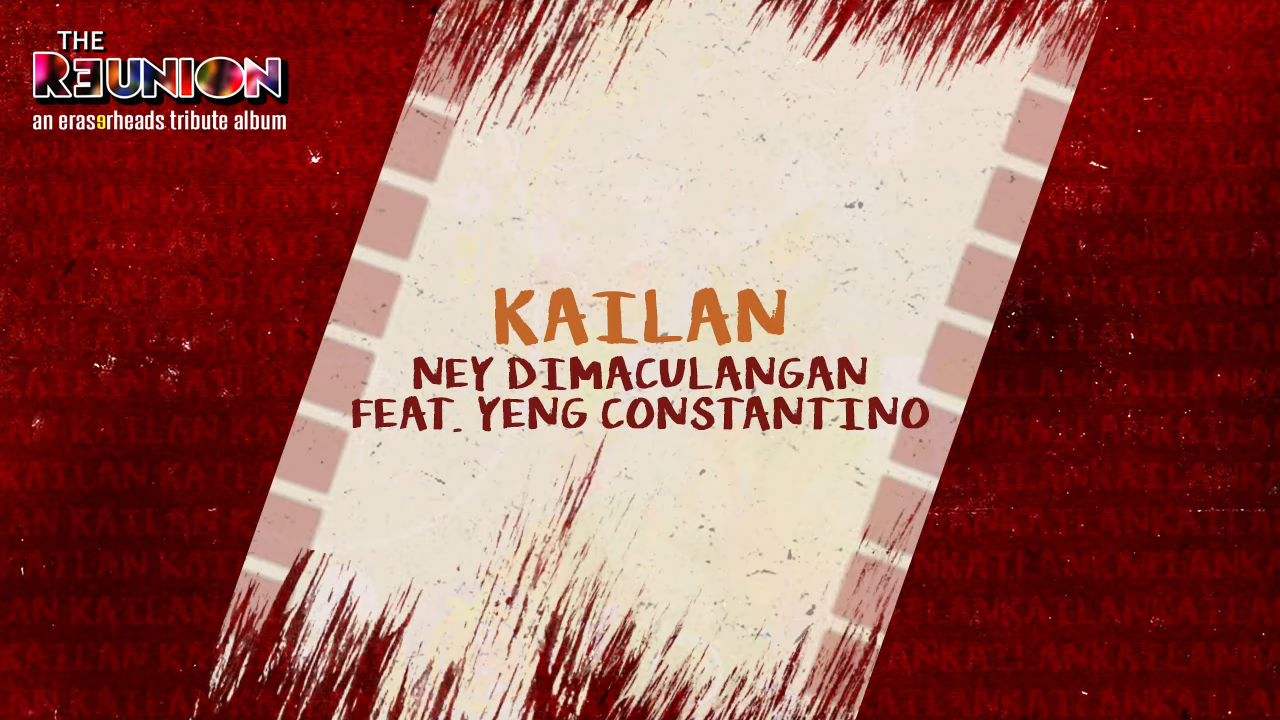 THE
REUNION
an eraserheads tribute album
KAILAN
NEY DIMACULANGAN
FEAT. YENG CONSTANTINO